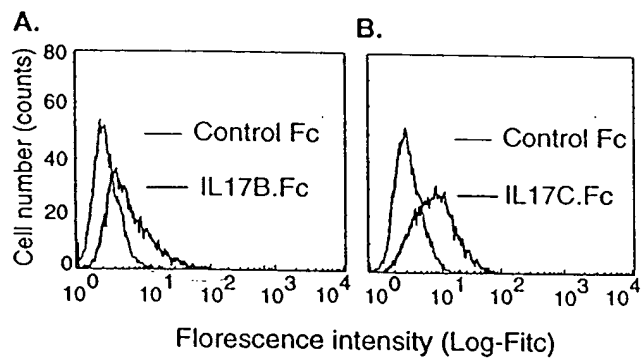 A.
B.
Cell number (counts)
80
60
40
20
0
Control Fc
IL17B.Fc
Control Fc
IL17C.Fc
10^0 10^1 10^2 10^3 10^4
10^0 10^1 10^2 10^3 10^4
Florescence intensity (Log-Fitc)